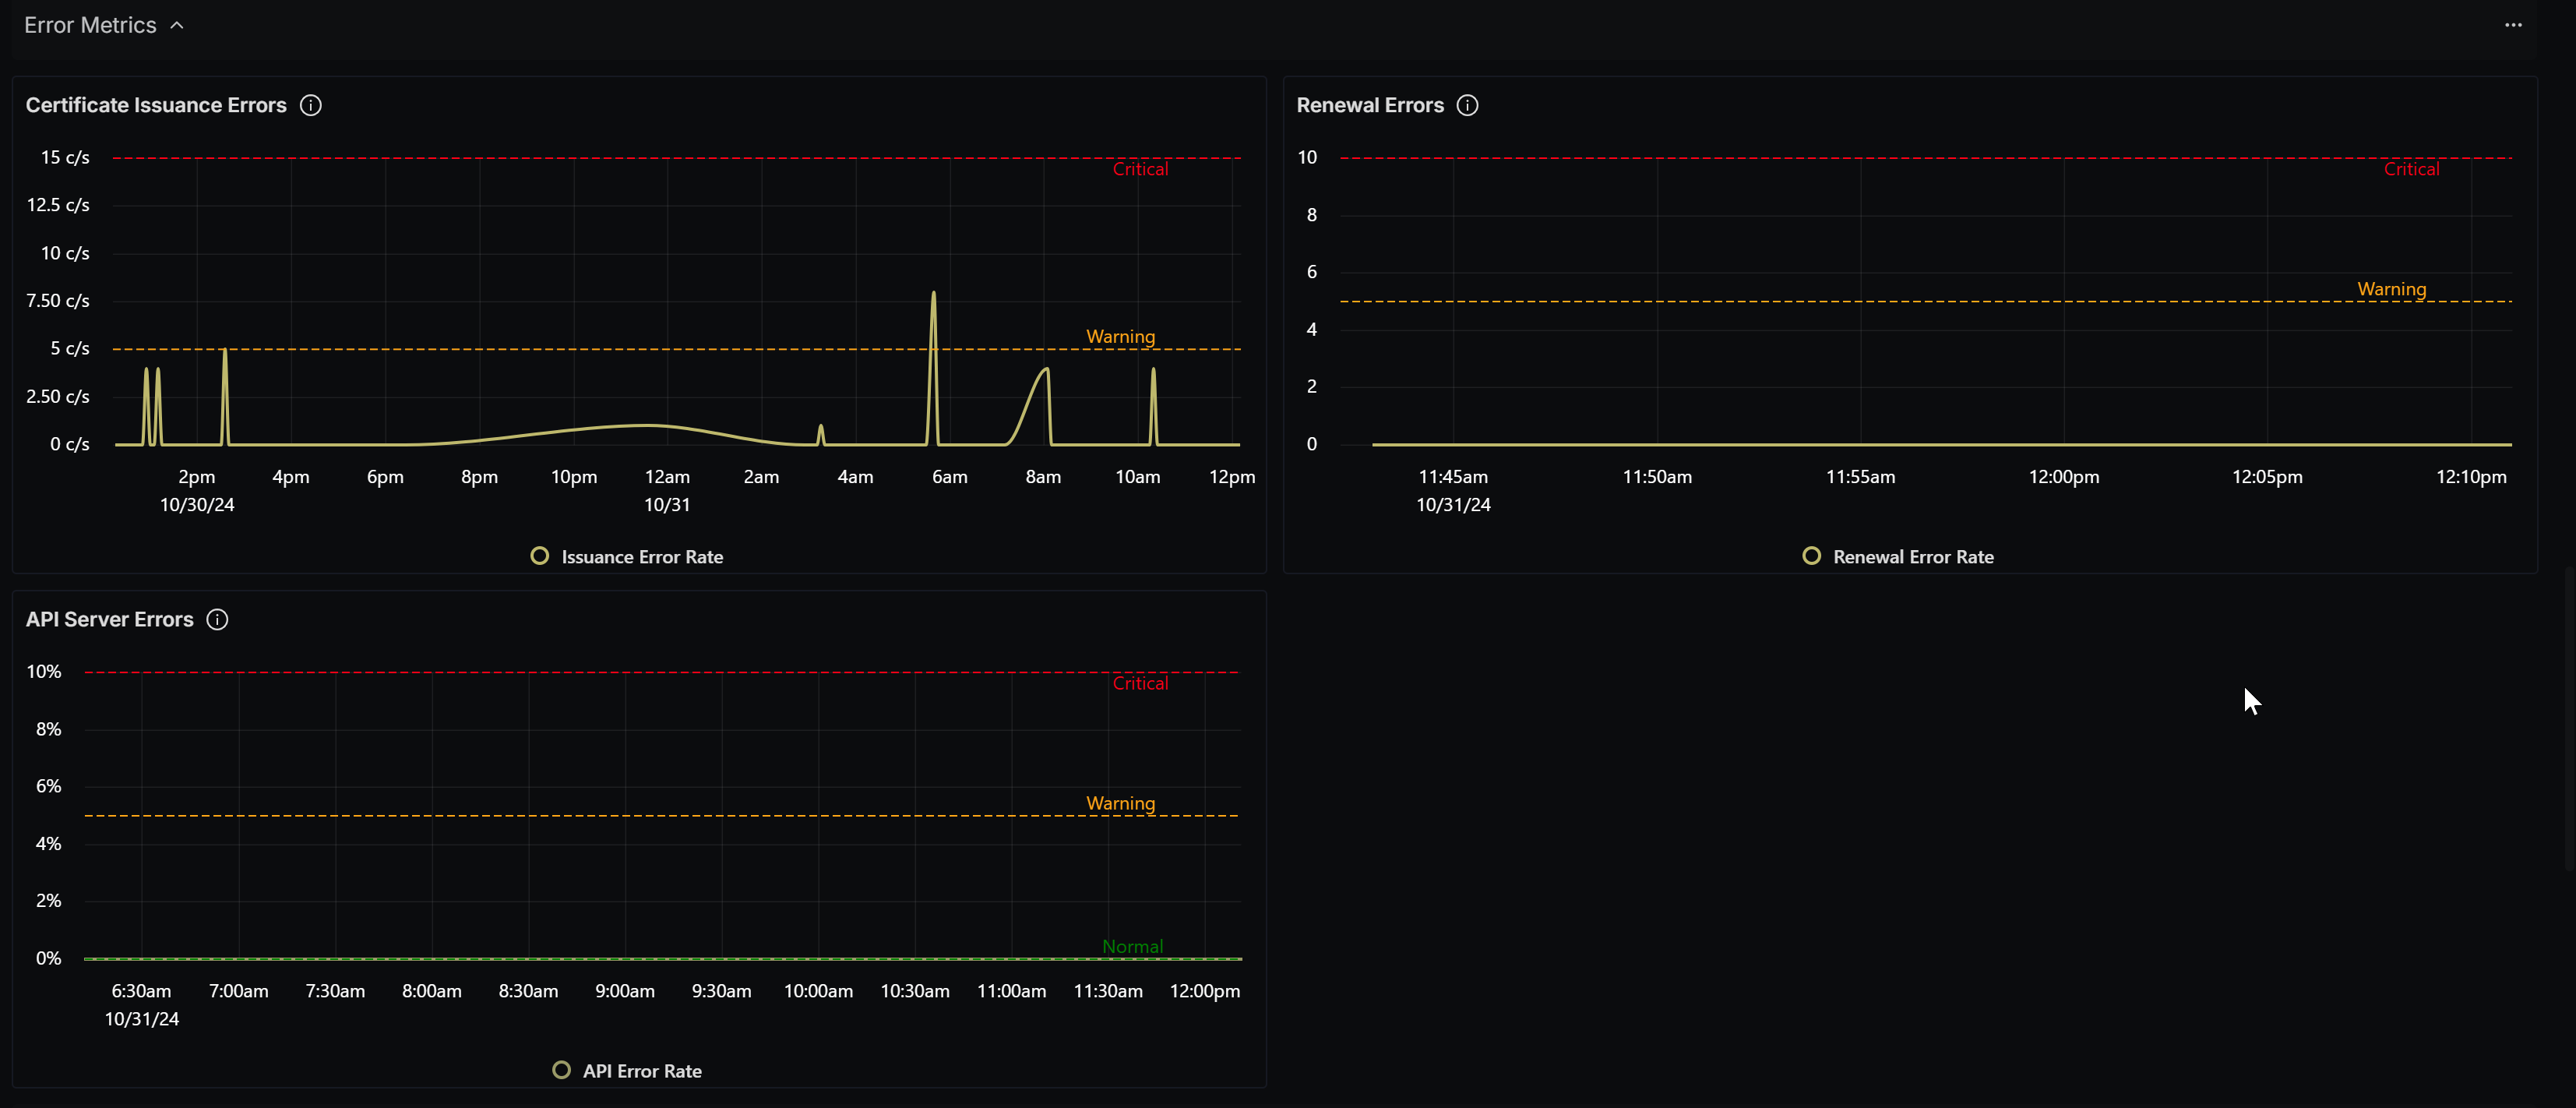 Error Metrics
Certificate Issuance Errors
15 c/s
12.5 c/s
10 c/s
7.50 c/s
5 c/s
2.50 c/s
0 c/s
Critical
Warning
2pm 4pm 6pm 8pm 10pm 12am 2am 4am 6am 8am 10am 12pm
10/30/24 10/31
Issuance Error Rate
Renewal Errors
10
8
6
4
2
0
Critical
Warning
11:45am 11:50am 11:55am 12:00pm 12:05pm 12:10pm
10/31/24
Renewal Error Rate
API Server Errors
10%
8%
6%
4%
2%
0%
Critical
Warning
Normal
6:30am 7:00am 7:30am 8:00am 8:30am 9:00am 9:30am 10:00am 10:30am 11:00am 11:30am 12:00pm
10/31/24
API Error Rate